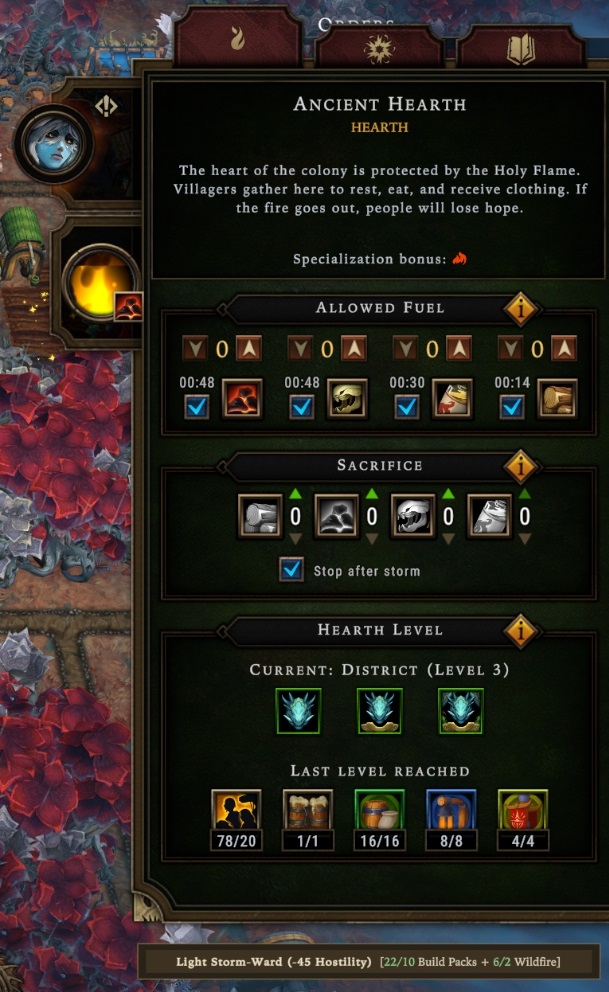 Orders
Ancient Hearth
HEARTH
The heart of the colony is protected by the Holy Flame.
Villagers gather here to rest, eat, and receive clothing. If
the fire goes out, people will lose hope.
Specialization bonus:
Allowed Fuel
0 0 0 0
00:48 00:48 00:30 00:14
Sacrifice
0 0 0 0
Stop after storm
Hearth Level
Current: District (Level 3)
Last level reached
78/20 1/1 16/16 8/8 4/4
Light Storm-Ward (-45 Hostility) [22/10 Build Packs + 6/2 Wildfire]